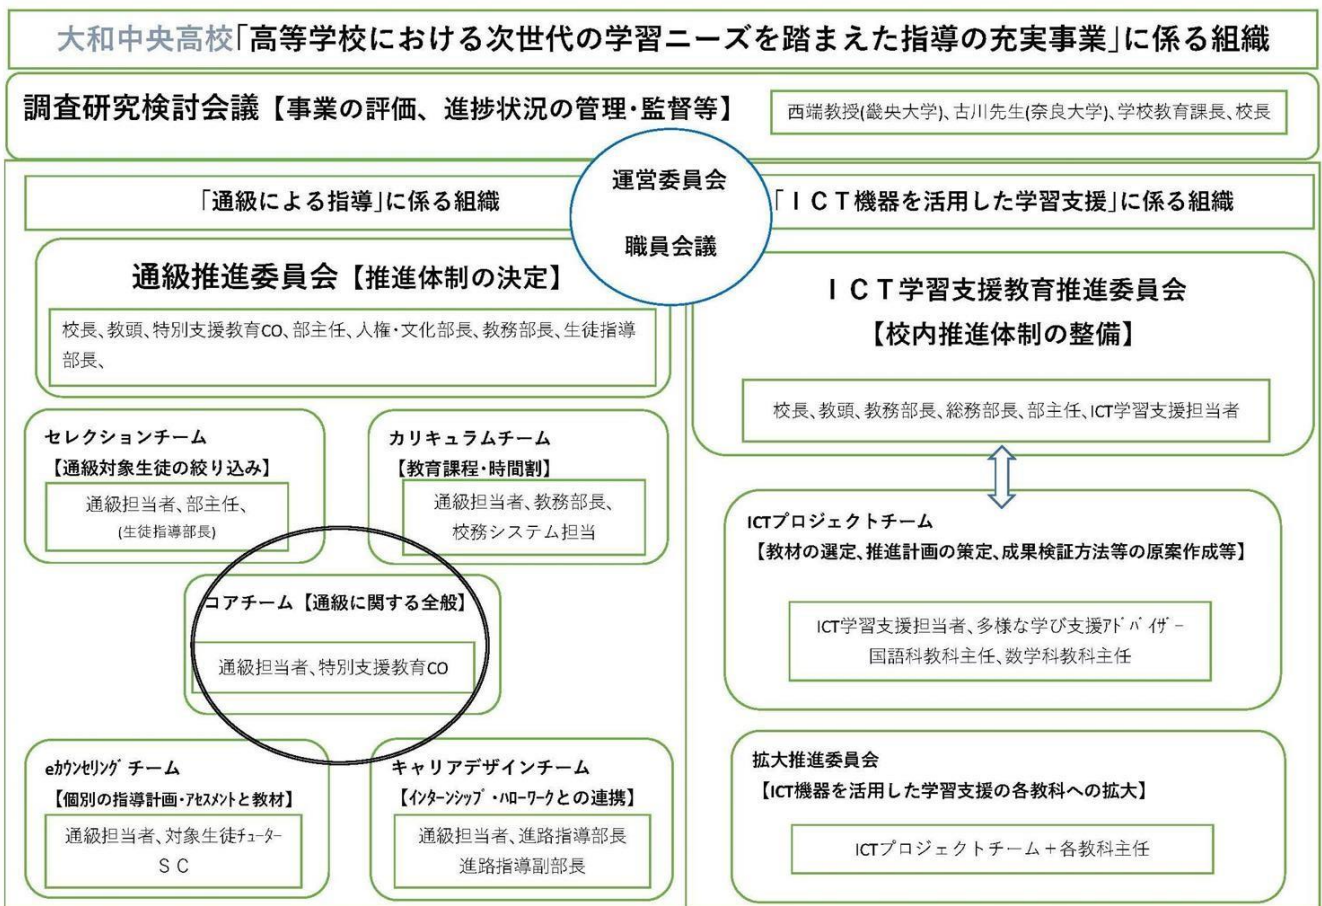 大和中央高校「高等学校における次世代の学習ニーズを踏まえた指導の充実事業」に係る組織
調査研究検討会議【事業の評価、進捗状況の管理・監督等】
西端教授(畿央大学)、古川先生(奈良大学)、学校教育課長、校長
運営委員会
職員会議
「通級による指導」に係る組織
通級推進委員会【推進体制の決定】
校長、教頭、特別支援教育CO、部主任、人権・文化部長、教務部長、生徒指導
部長、
セレクションチーム
【通級対象生徒の絞り込み】
通級担当者、部主任、
(生徒指導部長)
カリキュラムチーム
【教育課程・時間割】
通級担当者、教務部長、
校務システム担当
コアチーム【通級に関する全般】
通級担当者、特別支援教育CO
eカウンセリングチーム
【個別の指導計画・アセスメントと教材】
通級担当者、対象生徒チューター
SC
キャリアデザインチーム
【インターンシップ・ハローワークとの連携】
通級担当者、進路指導部長
進路指導副部長
「ICT機器を活用した学習支援」に係る組織
ICT学習支援教育推進委員会
【校内推進体制の整備】
校長、教頭、教務部長、総務部長、部主任、ICT学習支援担当者
ICTプロジェクトチーム
【教材の選定、推進計画の策定、成果検証方法等の原案作成等】
ICT学習支援担当者、多様な学び支援アドバイザー
国語科教科主任、数学科教科主任
拡大推進委員会
【ICT機器を活用した学習支援の各教科への拡大】
ICTプロジェクトチーム+各教科主任